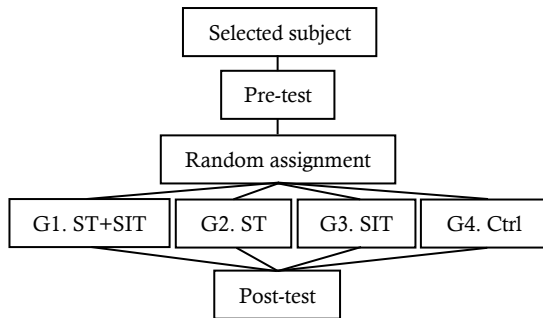 Selected subject
Pre-test
Random assignment
G1. ST+SIT
G2. ST
G3. SIT
G4. Ctrl
Post-test